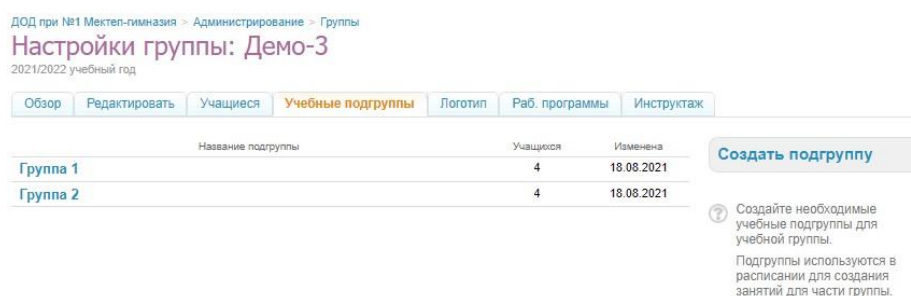 ДОД при №1 Мектеп-гимназия > Администрирование > Группы
Настройки группы: Демо-3
2021/2022 учебный год
Обзор Редактировать Учащиеся Учебные подгруппы Логотип Раб. программы Инструктаж
Название подгруппы Учащихся Изменена
Группа 1 4 18.08.2021
Группа 2 4 18.08.2021
Создать подгруппу
? Создайте необходимые
учебные подгруппы для
учебной группы.
Подгруппы используются в
расписании для создания
занятий для части группы.